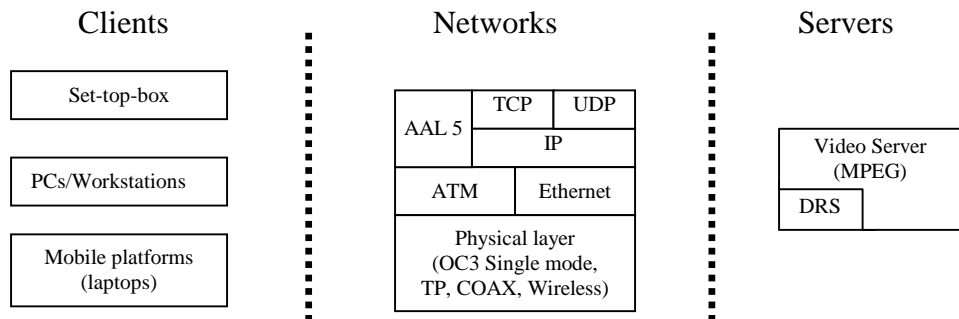 Clients
Networks
Servers
Set-top-box
PCs/Workstations
Mobile platforms
(laptops)
AAL 5
TCP
UDP
IP
ATM
Ethernet
Physical layer
(OC3 Single mode,
TP, COAX, Wireless)
Video Server
(MPEG)
DRS